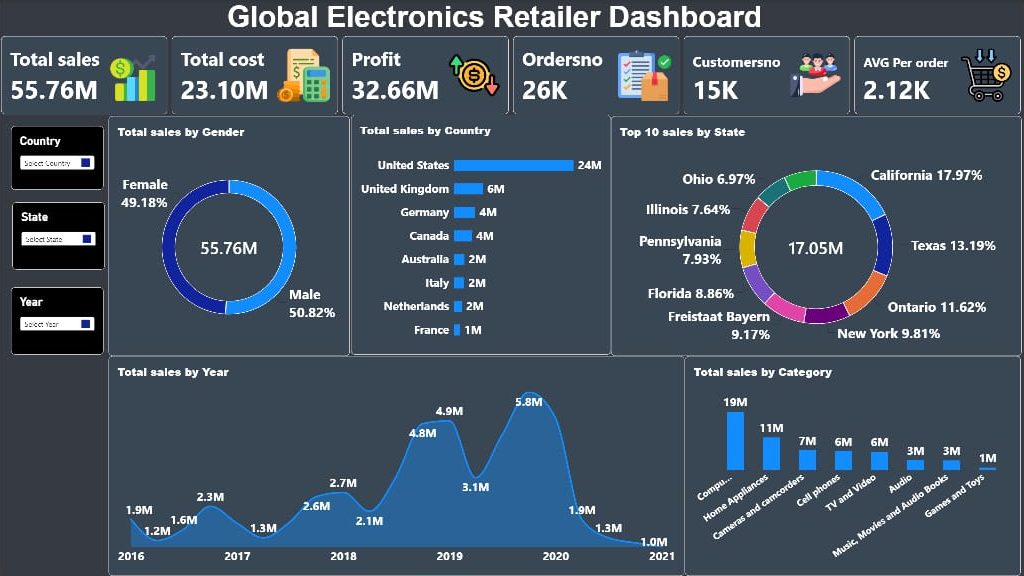 Global Electronics Retailer Dashboard
Total sales
55.76M
Total cost
23.10M
Profit
32.66M
Ordersno
26K
Customersno
15K
AVG Per order
2.12K
Country
Select Country
State
Select State
Year
Select Year
Total sales by Gender
Female
49.18%
55.76M
Male
50.82%
Total sales by Country
United States 24M
United Kingdom 6M
Germany 4M
Canada 4M
Australia 2M
Italy 2M
Netherlands 2M
France 1M
Top 10 sales by State
California 17.97%
Texas 13.19%
Ontario 11.62%
New York 9.81%
Freistaat Bayern
9.17%
Florida 8.86%
Pennsylvania
7.93%
Illinois 7.64%
Ohio 6.97%
17.05M
Total sales by Year
1.9M
1.2M
1.6M
2.3M
1.3M
2.6M
2.7M
2.1M
4.8M
4.9M
3.1M
5.8M
1.9M
1.3M
1.0M
2016 2017 2018 2019 2020 2021
Total sales by Category
19M
11M
7M
6M
6M
3M
3M
1M
Compu...
Home Appliances
Cameras and camcorders
Cell phones
TV and Video
Audio
Music, Movies and Audio Books
Games and Toys